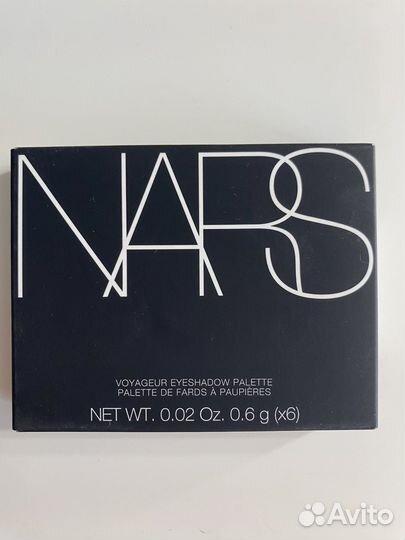 NARS
VOYAGEUR EYESHADOW PALETTE
PALETTE DE FARDS À PAUPIÈRES
NET WT. 0.02 Oz. 0.6 g (x6)
Avito